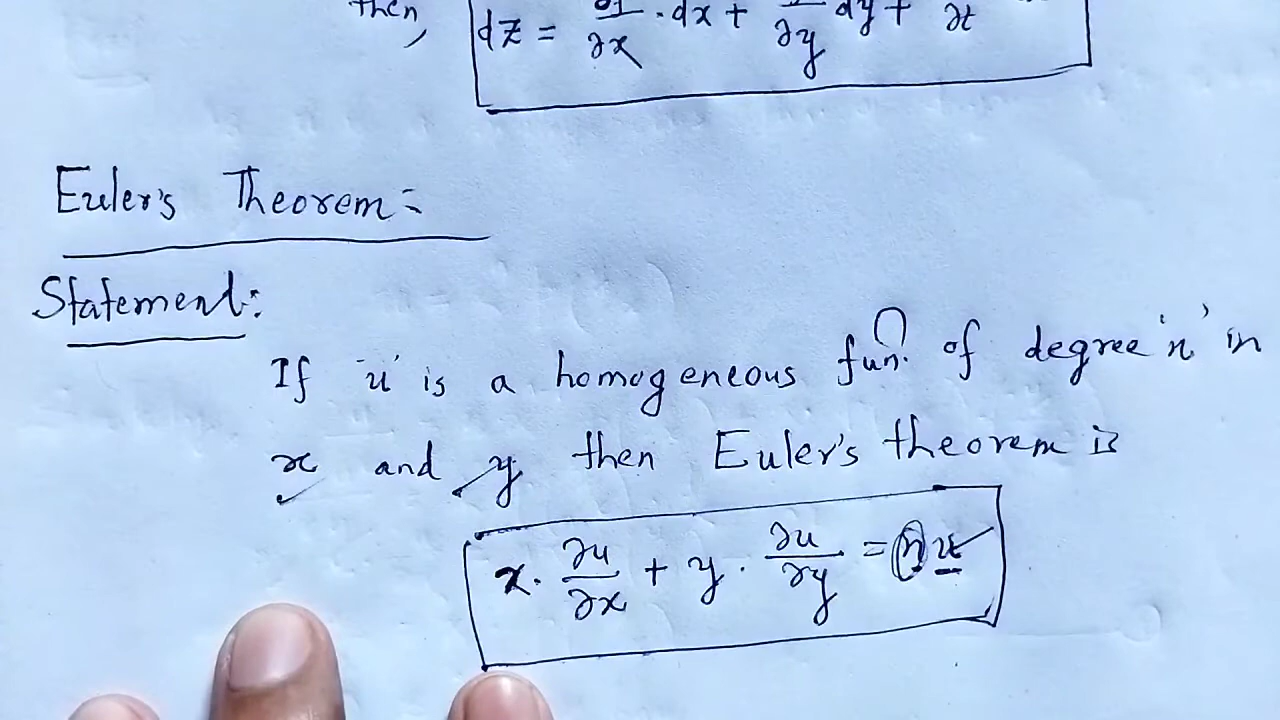 then,
dz = ∂f/∂x · dx + ∂/∂y dy + ∂t
Euler's Theorem:
Statement:
If 'u' is a homogeneous fun. of degree 'n' in
x and y then Euler's theorem is
x · ∂u/∂x + y · ∂u/∂y = nu